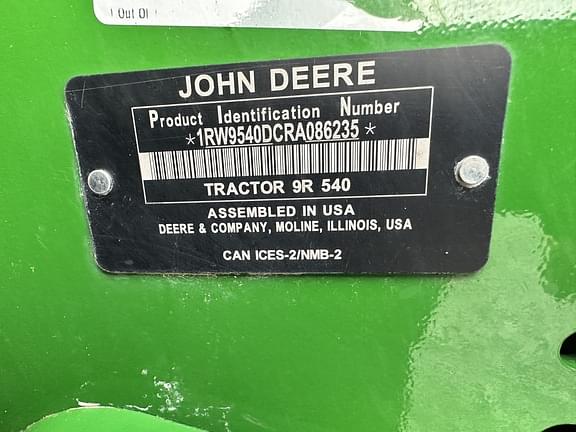 1 Out Of 1
JOHN DEERE
Product Identification Number
*1RW9540DCRA086235*
TRACTOR 9R 540
ASSEMBLED IN USA
DEERE & COMPANY, MOLINE, ILLINOIS, USA
CAN ICES-2/NMB-2